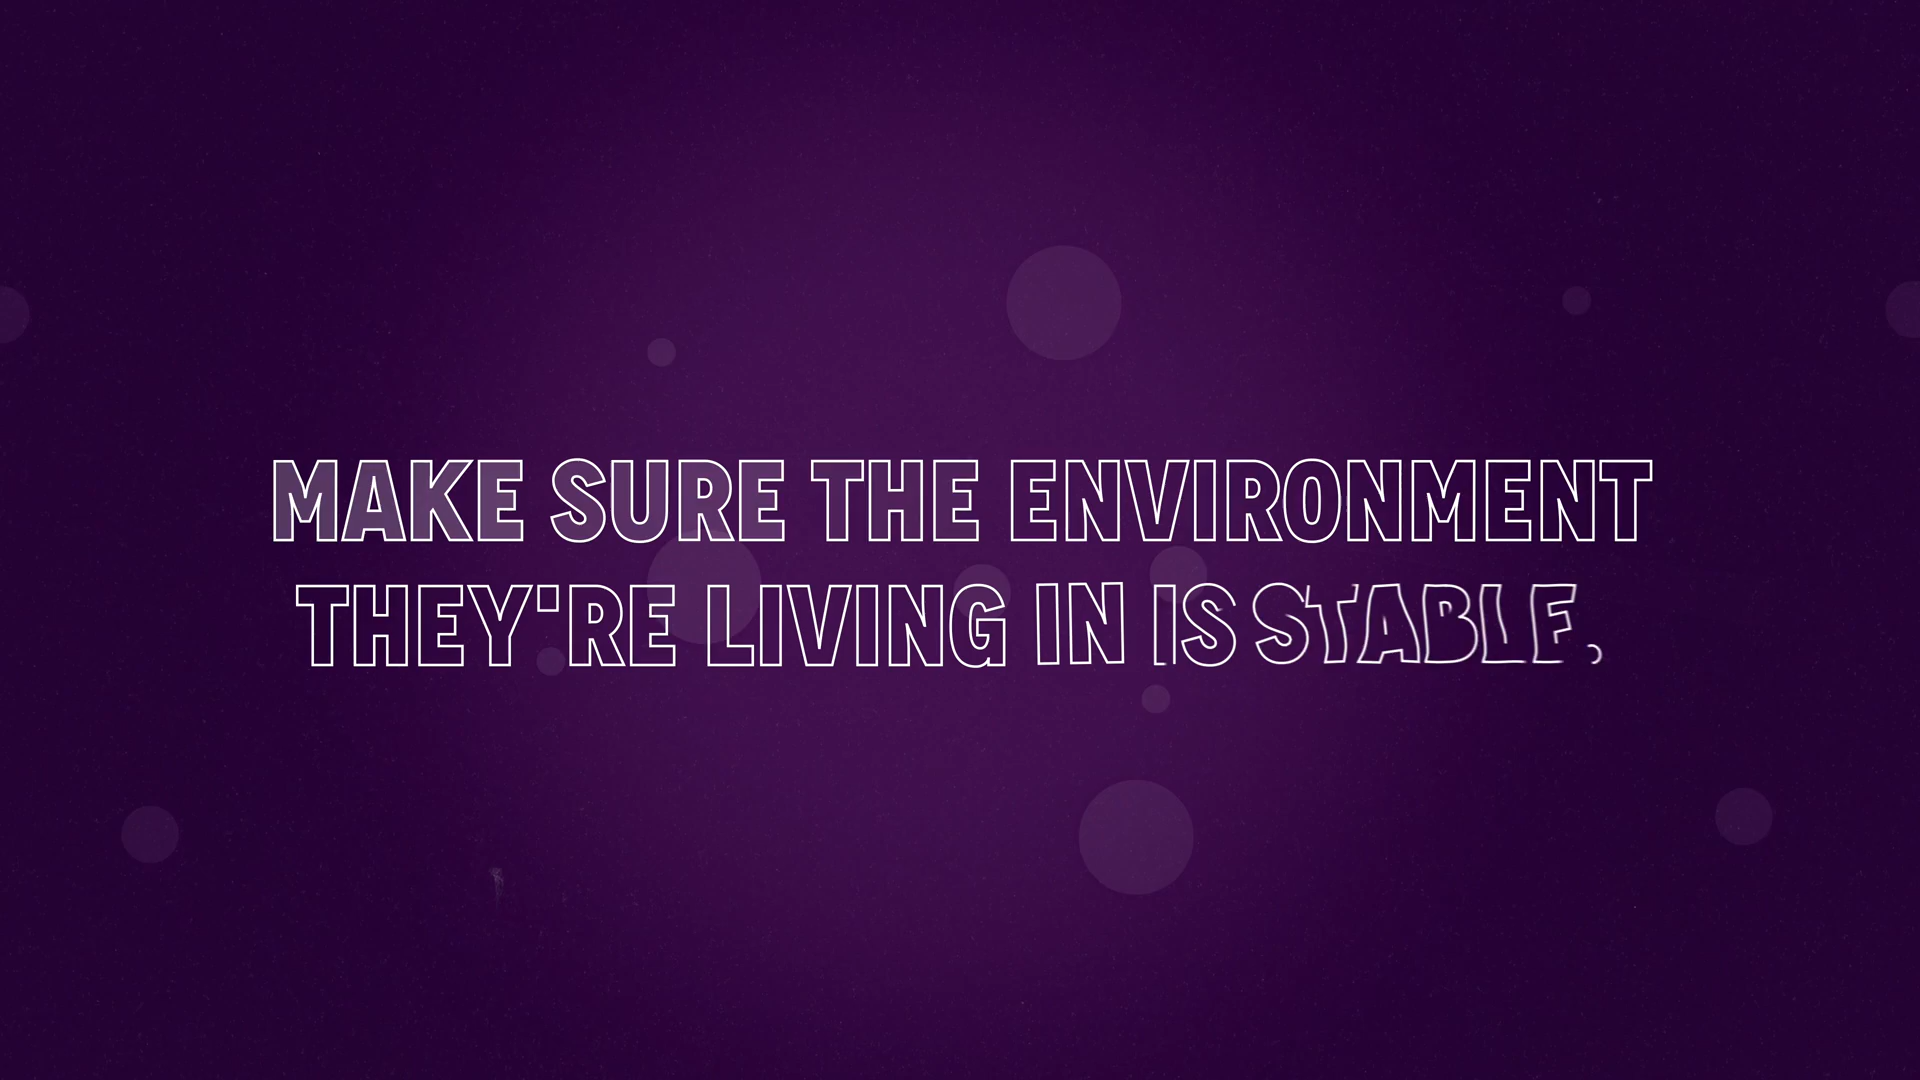 MAKE SURE THE ENVIRONMENT
THEY'RE LIVING IN IS STABLE.